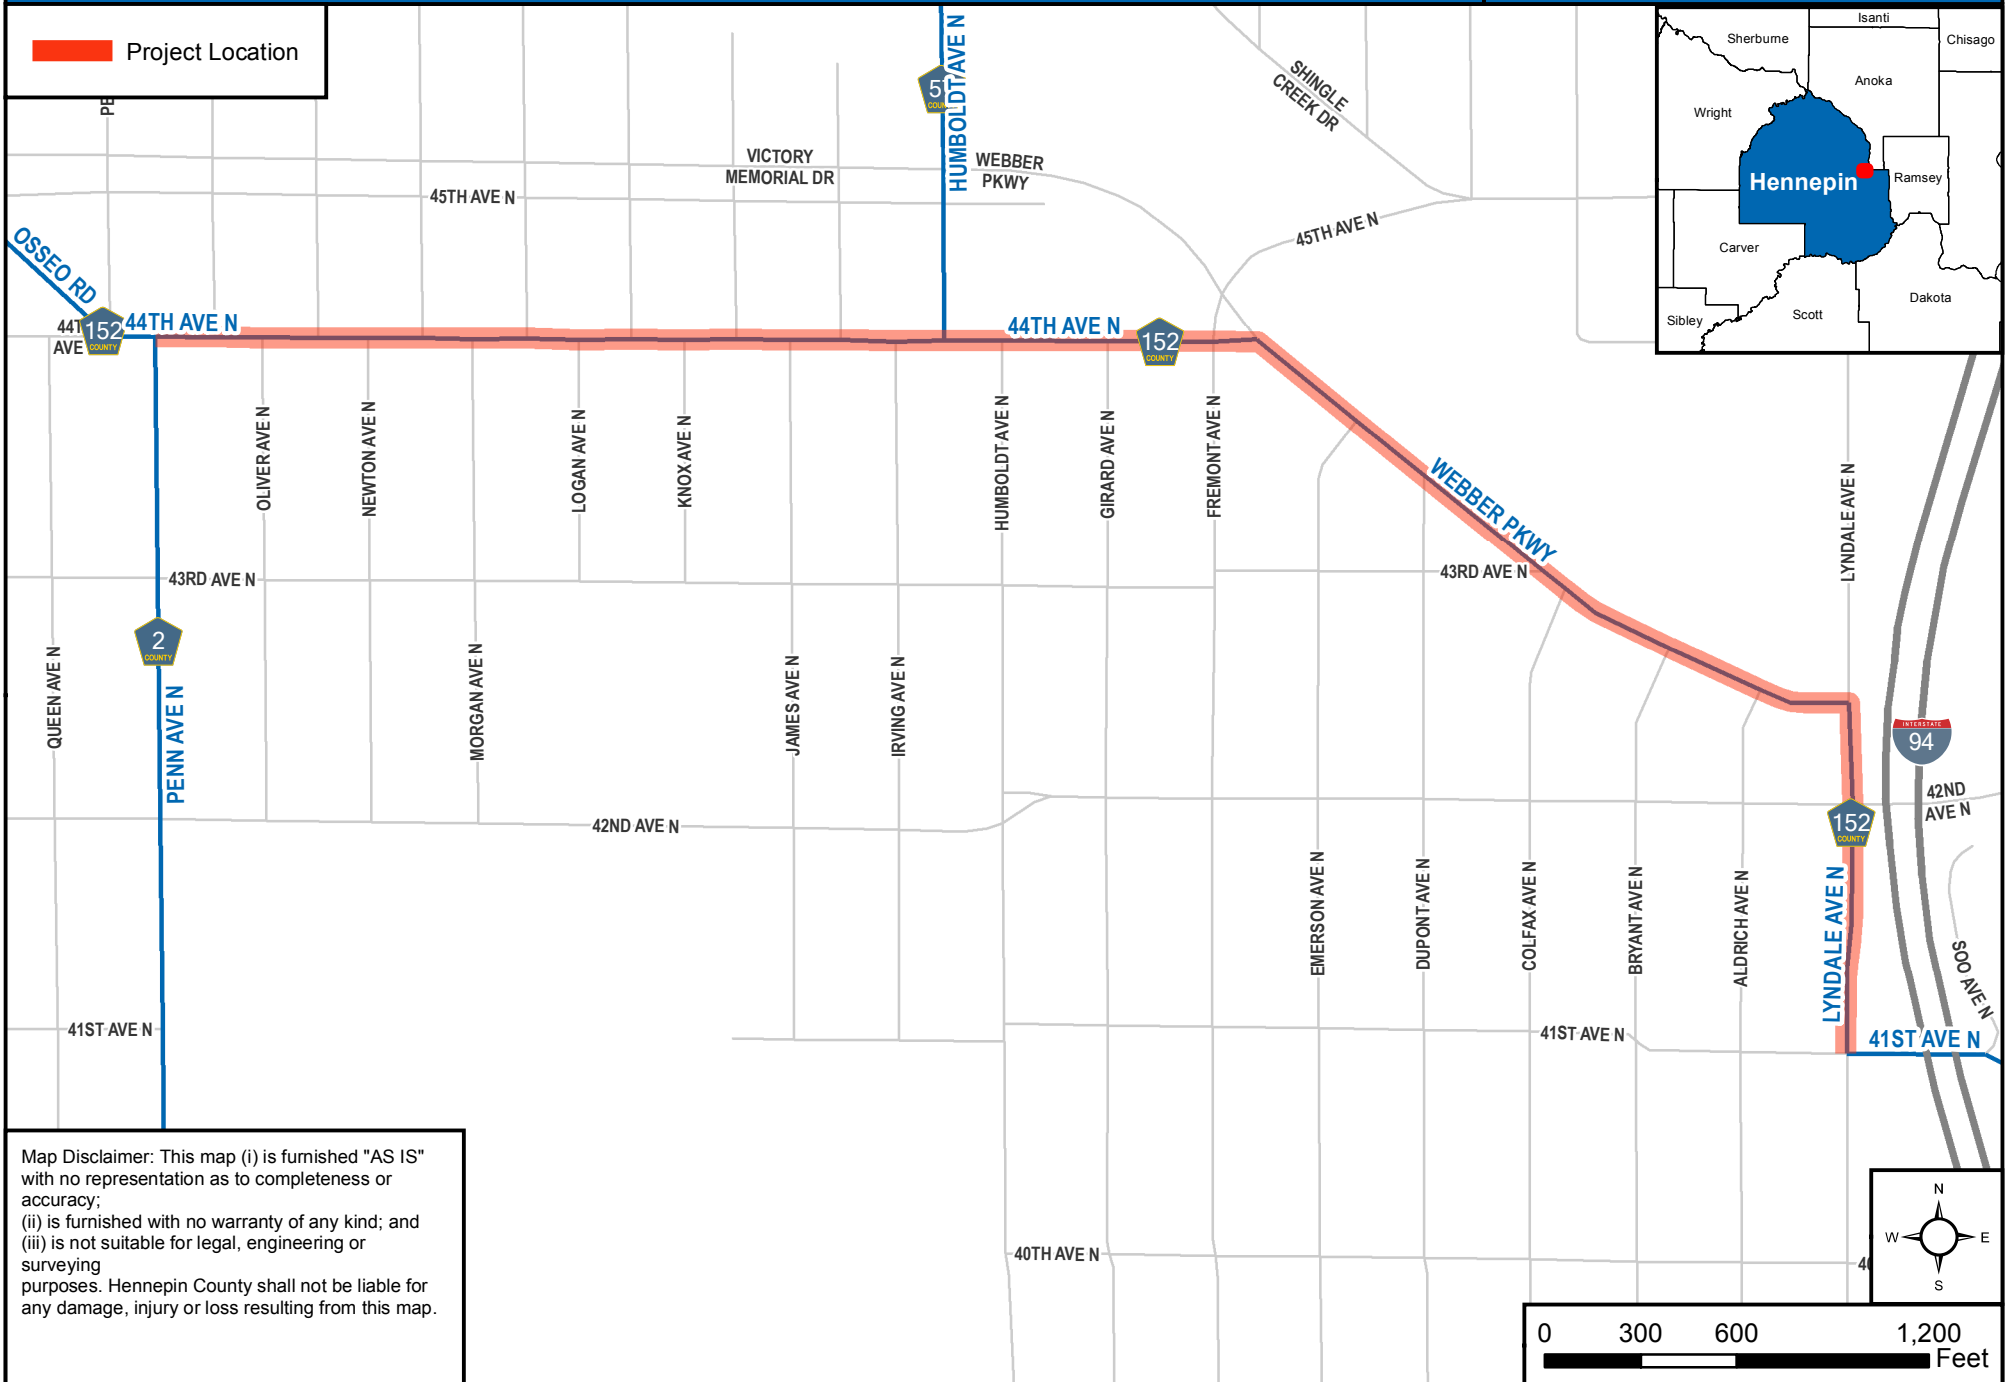 Project Location
HUMBOLDT AVE N
SHINGLE
CREEK DR
VICTORY
MEMORIAL DR
WEBBER
PKWY
45TH AVE N
45TH AVE N
OSSEO RD
152
COUNTY
44TH AVE N
AVE
44TH AVE N
152
COUNTY
OLIVER AVE N
NEWTON AVE N
LOGAN AVE N
KNOX AVE N
HUMBOLDT AVE N
GIRARD AVE N
FREMONT AVE N
WEBBER PKWY
LYNDALE AVE N
43RD AVE N
43RD AVE N
2
COUNTY
QUEEN AVE N
PENN AVE N
MORGAN AVE N
JAMES AVE N
IRVING AVE N
INTERSTATE
94
42ND
AVE N
152
COUNTY
42ND AVE N
EMERSON AVE N
DUPONT AVE N
COLFAX AVE N
BRYANT AVE N
ALDRICH AVE N
LYNDALE AVE N
SOO AVE N
41ST AVE N
41ST AVE N
41ST AVE N
40TH AVE N
Isanti
Sherburne
Chisago
Anoka
Wright
Hennepin
Ramsey
Carver
Dakota
Scott
Sibley
Map Disclaimer: This map (i) is furnished "AS IS"
with no representation as to completeness or
accuracy;
(ii) is furnished with no warranty of any kind; and
(iii) is not suitable for legal, engineering or
surveying
purposes. Hennepin County shall not be liable for
any damage, injury or loss resulting from this map.
N
W E
S
0 300 600 1,200
Feet